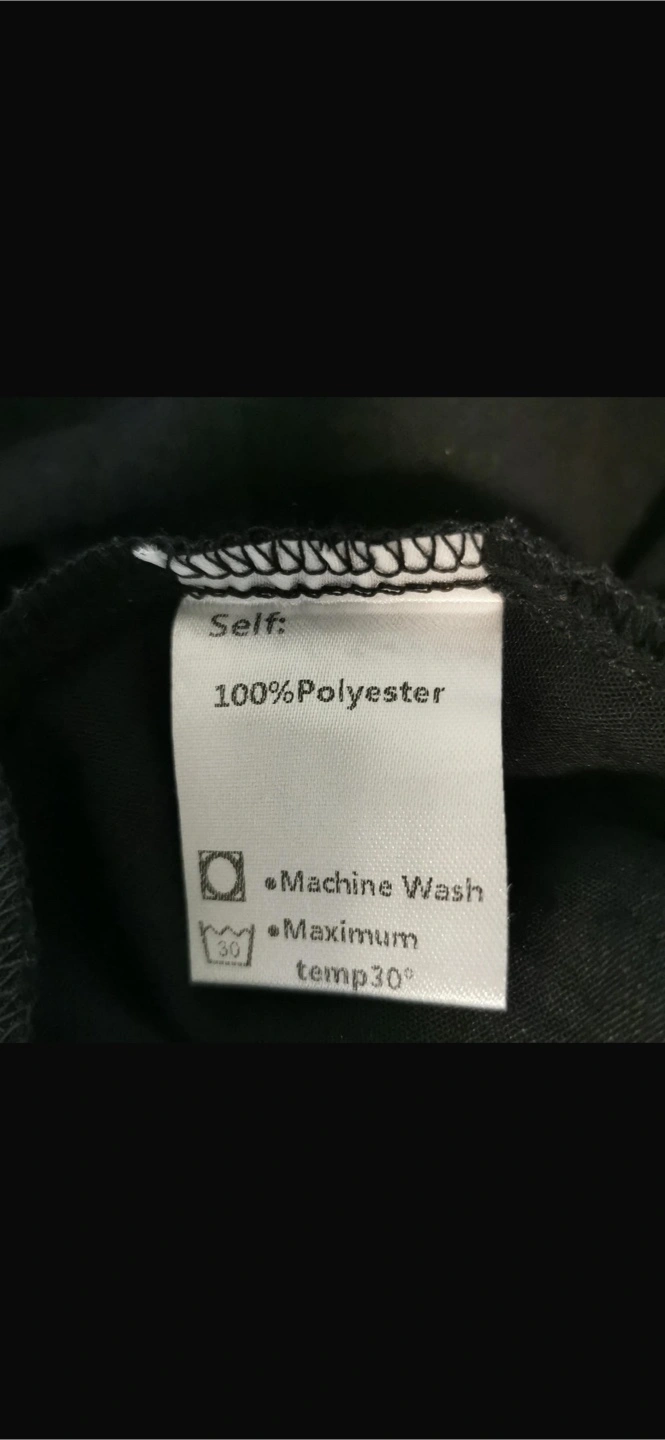 Self:
100%Polyester
•Machine Wash
30 •Maximum
temp30°